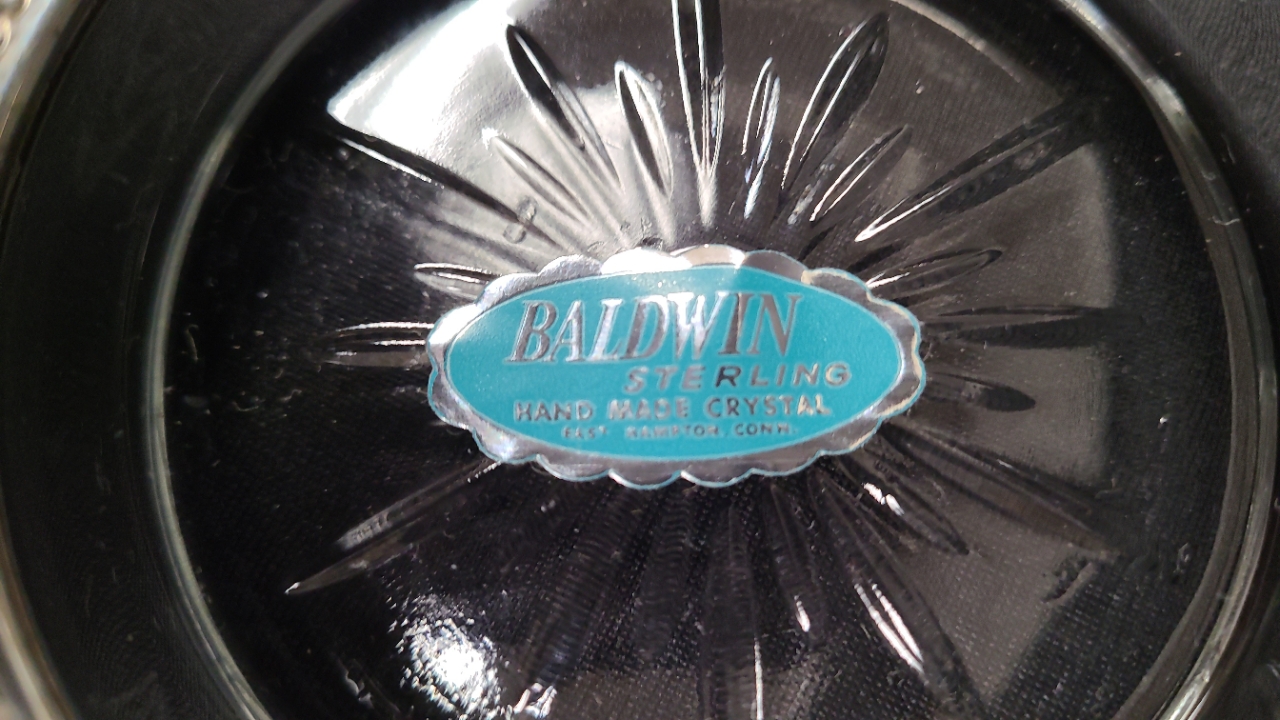 BALDWIN
STERLING
HAND MADE CRYSTAL
EAST HAMPTON, CONN.